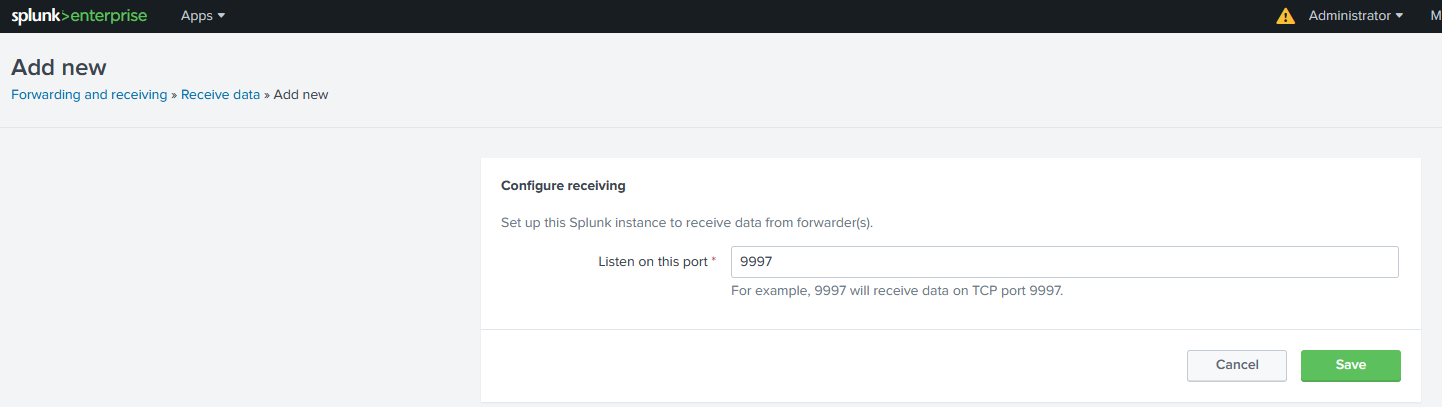 splunk>enterprise Apps Administrator M
Add new
Forwarding and receiving » Receive data » Add new
Configure receiving
Set up this Splunk instance to receive data from forwarder(s).
Listen on this port * 9997
For example, 9997 will receive data on TCP port 9997.
Cancel Save